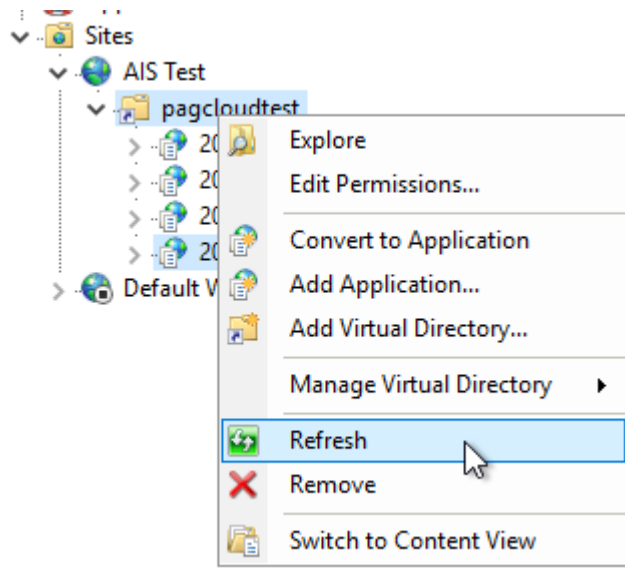 Sites
AIS Test
pagcloudtest
20
20
20
20
Default W
Explore
Edit Permissions...
Convert to Application
Add Application...
Add Virtual Directory...
Manage Virtual Directory
Refresh
Remove
Switch to Content View